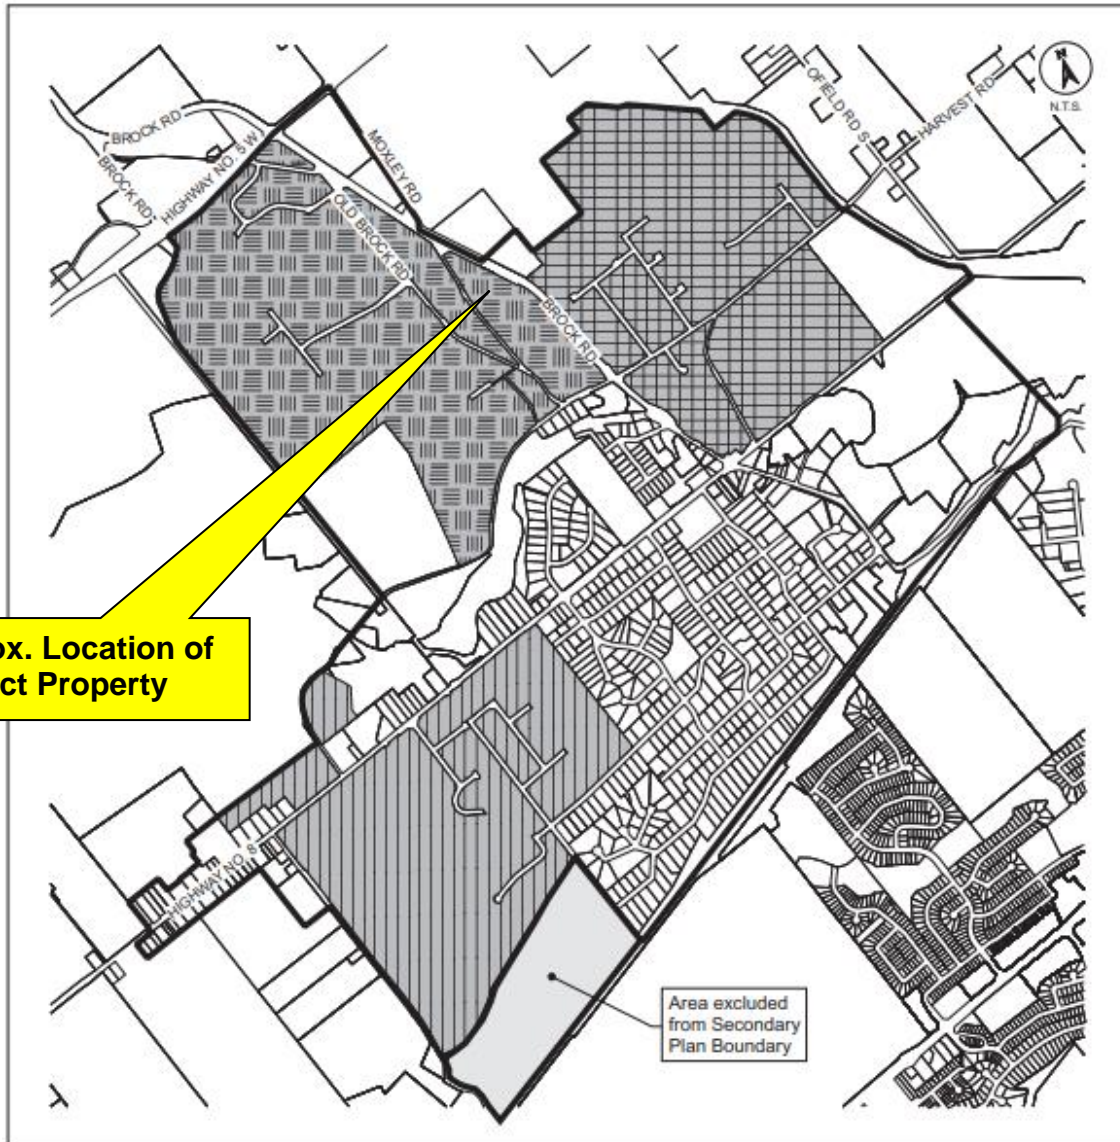 N
N.T.S.
OFIELD RD S
HARVEST RD
BROCK RD
MOXLEY RD
BROCK RD
HIGHWAY NO. 5 W
OLD BROCK RD
BROCK RD
ox. Location of
ct Property
HIGHWAY NO. 8
Area excluded
from Secondary
Plan Boundary